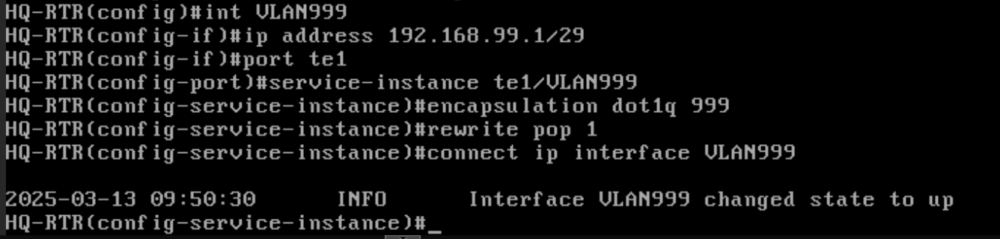 HQ-RTR(config)#int VLAN999
HQ-RTR(config-if)#ip address 192.168.99.1/29
HQ-RTR(config-if)#port te1
HQ-RTR(config-port)#service-instance te1/VLAN999
HQ-RTR(config-service-instance)#encapsulation dot1q 999
HQ-RTR(config-service-instance)#rewrite pop 1
HQ-RTR(config-service-instance)#connect ip interface VLAN999
2025-03-13 09:50:30 INFO Interface VLAN999 changed state to up
HQ-RTR(config-service-instance)#_